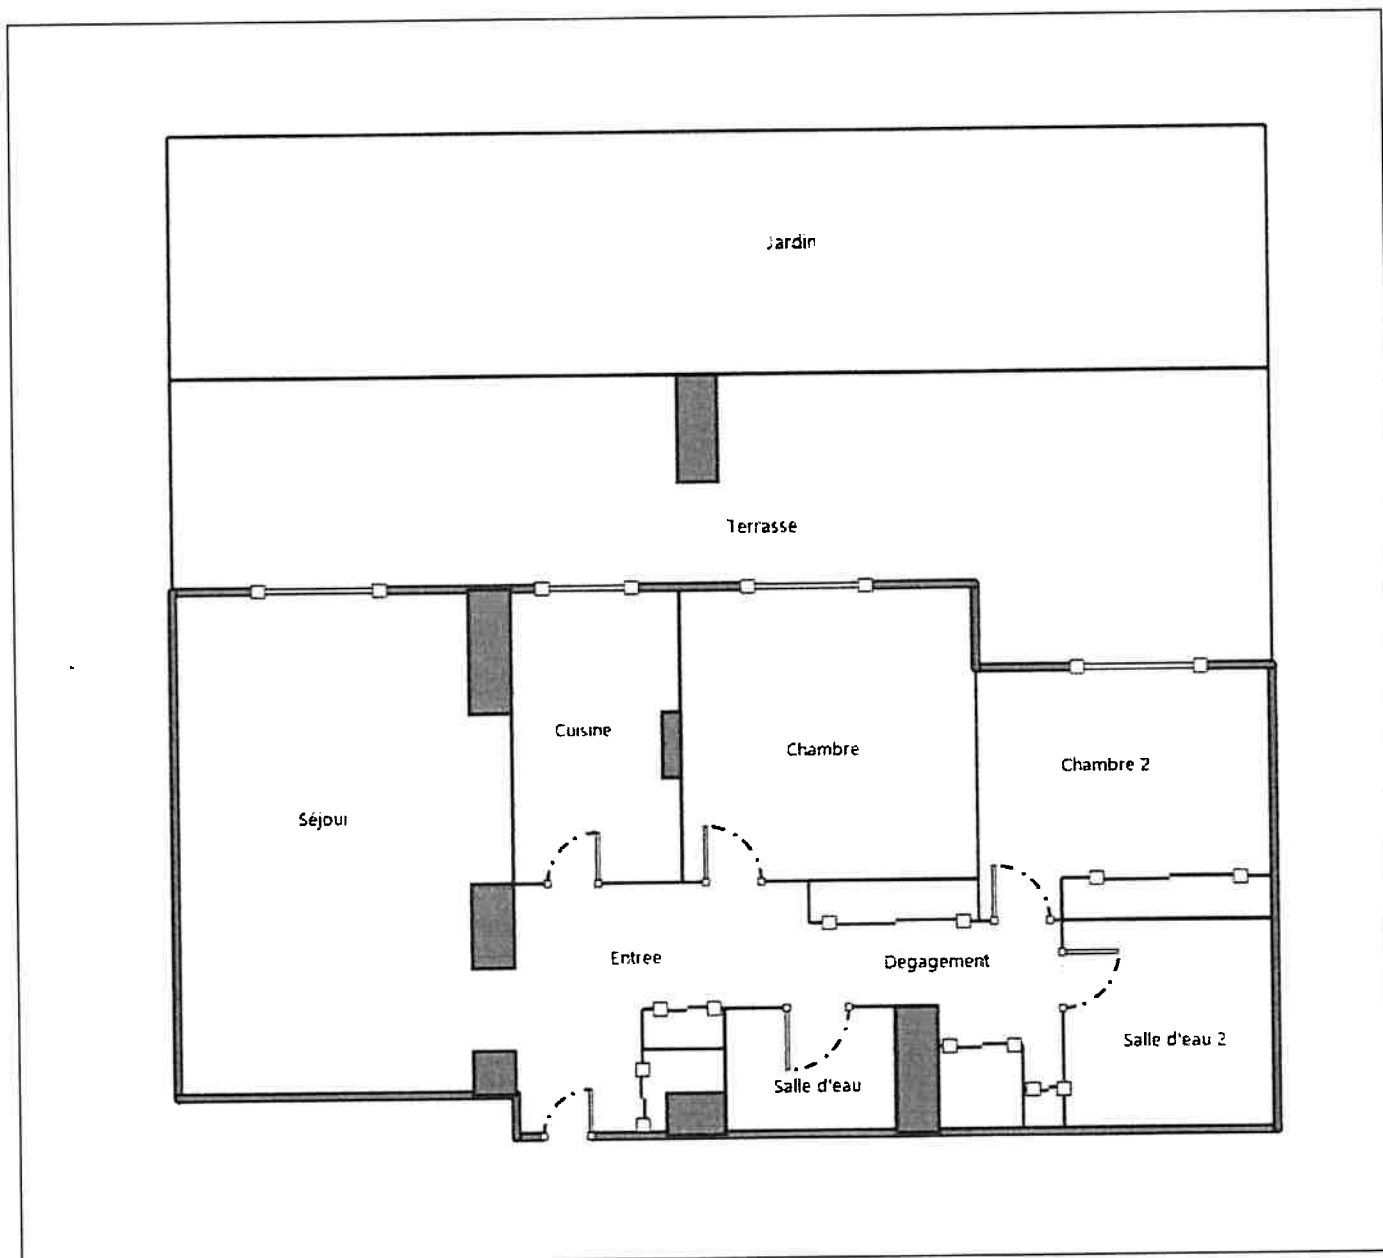 Jardin
Terrasse
Cuisine
Chambre
Chambre 2
Séjour
Entree
Degagement
Salle d'eau 2
Salle d'eau